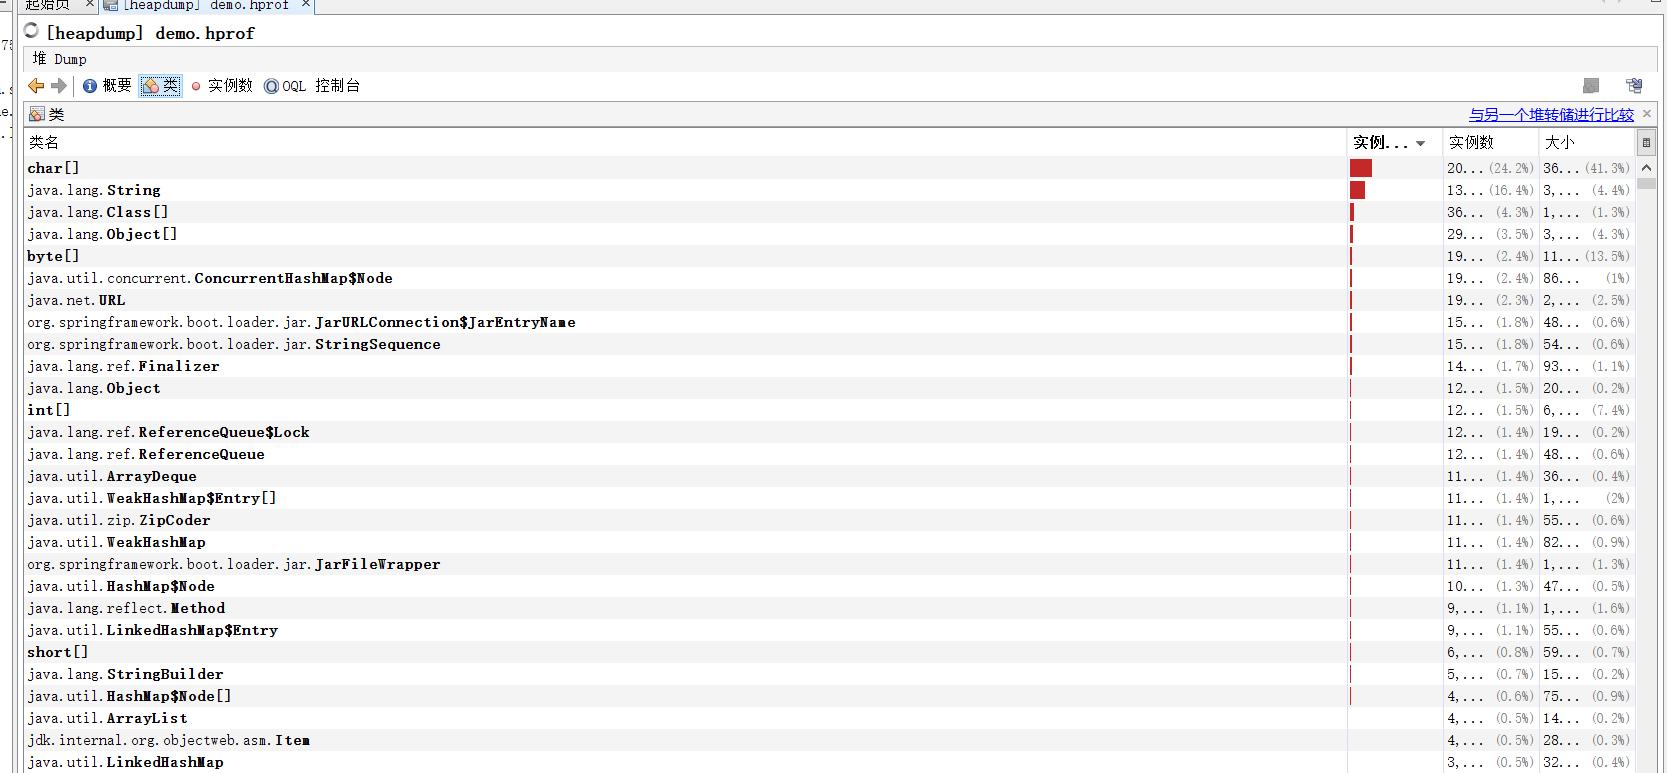 起始页 × [heapdump] demo.hprof ×
[heapdump] demo.hprof
堆 Dump
概要 类 实例数 OQL 控制台
类 与另一个堆转储进行比较 ×
类名 实例... 实例数 大小
char[] 20... (24.2%) 36... (41.3%)
java.lang.String 13... (16.4%) 3,... (4.4%)
java.lang.Class[] 36... (4.3%) 1,... (1.3%)
java.lang.Object[] 29... (3.5%) 3,... (4.3%)
byte[] 19... (2.4%) 11... (13.5%)
java.util.concurrent.ConcurrentHashMap$Node 19... (2.4%) 86... (1%)
java.net.URL 19... (2.3%) 2,... (2.5%)
org.springframework.boot.loader.jar.JarURLConnection$JarEntryName 15... (1.8%) 48... (0.6%)
org.springframework.boot.loader.jar.StringSequence 15... (1.8%) 54... (0.6%)
java.lang.ref.Finalizer 14... (1.7%) 93... (1.1%)
java.lang.Object 12... (1.5%) 20... (0.2%)
int[] 12... (1.5%) 6,... (7.4%)
java.lang.ref.ReferenceQueue$Lock 12... (1.4%) 19... (0.2%)
java.lang.ref.ReferenceQueue 12... (1.4%) 48... (0.6%)
java.util.ArrayDeque 11... (1.4%) 36... (0.4%)
java.util.WeakHashMap$Entry[] 11... (1.4%) 1,... (2%)
java.util.zip.ZipCoder 11... (1.4%) 55... (0.6%)
java.util.WeakHashMap 11... (1.4%) 82... (0.9%)
org.springframework.boot.loader.jar.JarFileWrapper 11... (1.4%) 1,... (1.3%)
java.util.HashMap$Node 10... (1.3%) 47... (0.5%)
java.lang.reflect.Method 9,... (1.1%) 1,... (1.6%)
java.util.LinkedHashMap$Entry 9,... (1.1%) 55... (0.6%)
short[] 6,... (0.8%) 59... (0.7%)
java.lang.StringBuilder 5,... (0.7%) 15... (0.2%)
java.util.HashMap$Node[] 4,... (0.6%) 75... (0.9%)
java.util.ArrayList 4,... (0.5%) 14... (0.2%)
jdk.internal.org.objectweb.asm.Item 4,... (0.5%) 28... (0.3%)
java.util.LinkedHashMap 3,... (0.5%) 32... (0.4%)